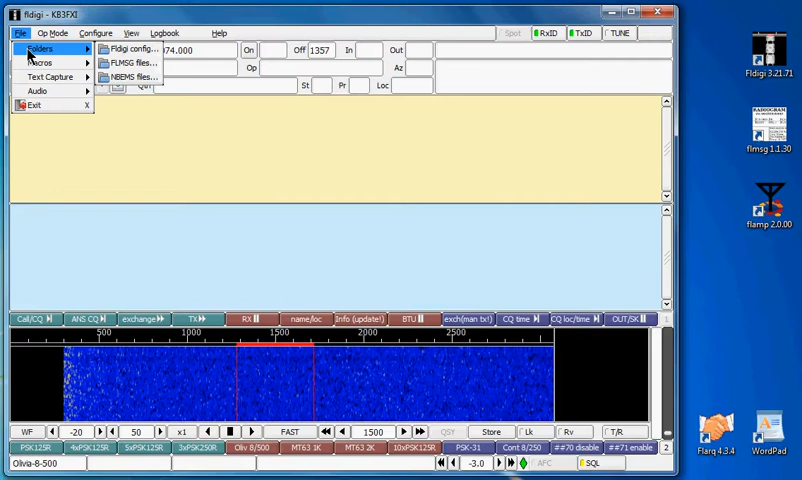 fldigi - KB3FXI
File Op Mode Configure View Logbook Help Spot RxID TxID TUNE
Folders Fldigi config...
Macros FLMSG files...
Text Capture NBEMS files...
Audio
Exit X
074.000 On Off 1357 In Out
Op Az
St Pr Loc
Call/CQ ANS CQ exchange TX RX name/loc Info (update!) BTU exch(man tx!) CQ time CQ loc/time OUT/SK 1
500 1000 1500 2000 2500
WF -20 50 x1 FAST 1500 QSY Store Lk Rv T/R
PSK125R 4xPSK125R 5xPSK125R 3xPSK250R Oliv 8/500 MT63 1K MT63 2K 10xPSK125R PSK-31 Cont 8/250 ##70 disable ##71 enable 2
Olivia-8-500 -3.0 AFC SQL
Fldigi 3.21.71
RADIOGRAM
flmsg 1.1.30
flamp 2.0.00
Flarq 4.3.4
WordPad